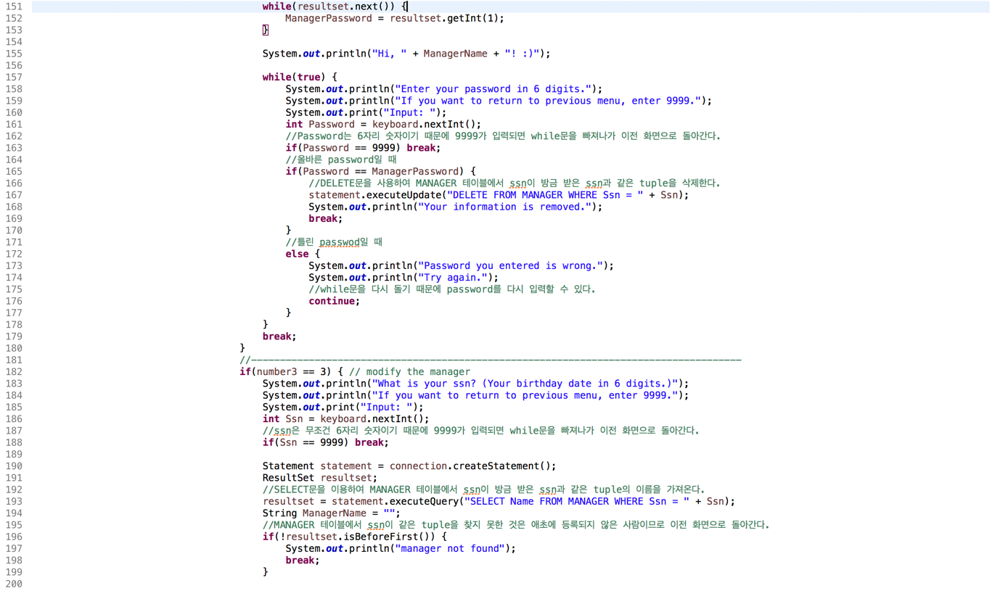 151 while(resultset.next()) {
152 ManagerPassword = resultset.getInt(1);
153 }
154
155 System.out.println("Hi, " + ManagerName + "! :)");
156
157 while(true) {
158 System.out.println("Enter your password in 6 digits.");
159 System.out.println("If you want to return to previous menu, enter 9999.");
160 System.out.print("Input: ");
161 int Password = keyboard.nextInt();
162 //Password는 6자리 숫자이기 때문에 9999가 입력되면 while문을 빠져나가 이전 화면으로 돌아간다.
163 if(Password == 9999) break;
164 //올바른 password일 때
165 if(Password == ManagerPassword) {
166 //DELETE문을 사용하여 MANAGER 테이블에서 ssn이 방금 받은 ssn과 같은 tuple을 삭제한다.
167 statement.executeUpdate("DELETE FROM MANAGER WHERE Ssn = " + Ssn);
168 System.out.println("Your information is removed.");
169 break;
170 }
171 //틀린 passwod일 때
172 else {
173 System.out.println("Password you entered is wrong.");
174 System.out.println("Try again.");
175 //while문을 다시 돌기 때문에 password를 다시 입력할 수 있다.
176 continue;
177 }
178 }
179 break;
180 }
181 //-------------------------------------------------------------------------------------
182 if(number3 == 3) { // modify the manager
183 System.out.println("What is your ssn? (Your birthday date in 6 digits.)");
184 System.out.println("If you want to return to previous menu, enter 9999.");
185 System.out.print("Input: ");
186 int Ssn = keyboard.nextInt();
187 //ssn은 무조건 6자리 숫자이기 때문에 9999가 입력되면 while문을 빠져나가 이전 화면으로 돌아간다.
188 if(Ssn == 9999) break;
189
190 Statement statement = connection.createStatement();
191 ResultSet resultset;
192 //SELECT문을 이용하여 MANAGER 테이블에서 ssn이 방금 받은 ssn과 같은 tuple의 이름을 가져온다.
193 resultset = statement.executeQuery("SELECT Name FROM MANAGER WHERE Ssn = " + Ssn);
194 String ManagerName = "";
195 //MANAGER 테이블에서 ssn이 같은 tuple을 찾지 못한 것은 애초에 등록되지 않은 사람이므로 이전 화면으로 돌아간다.
196 if(!resultset.isBeforeFirst()) {
197 System.out.println("manager not found");
198 break;
199 }
200